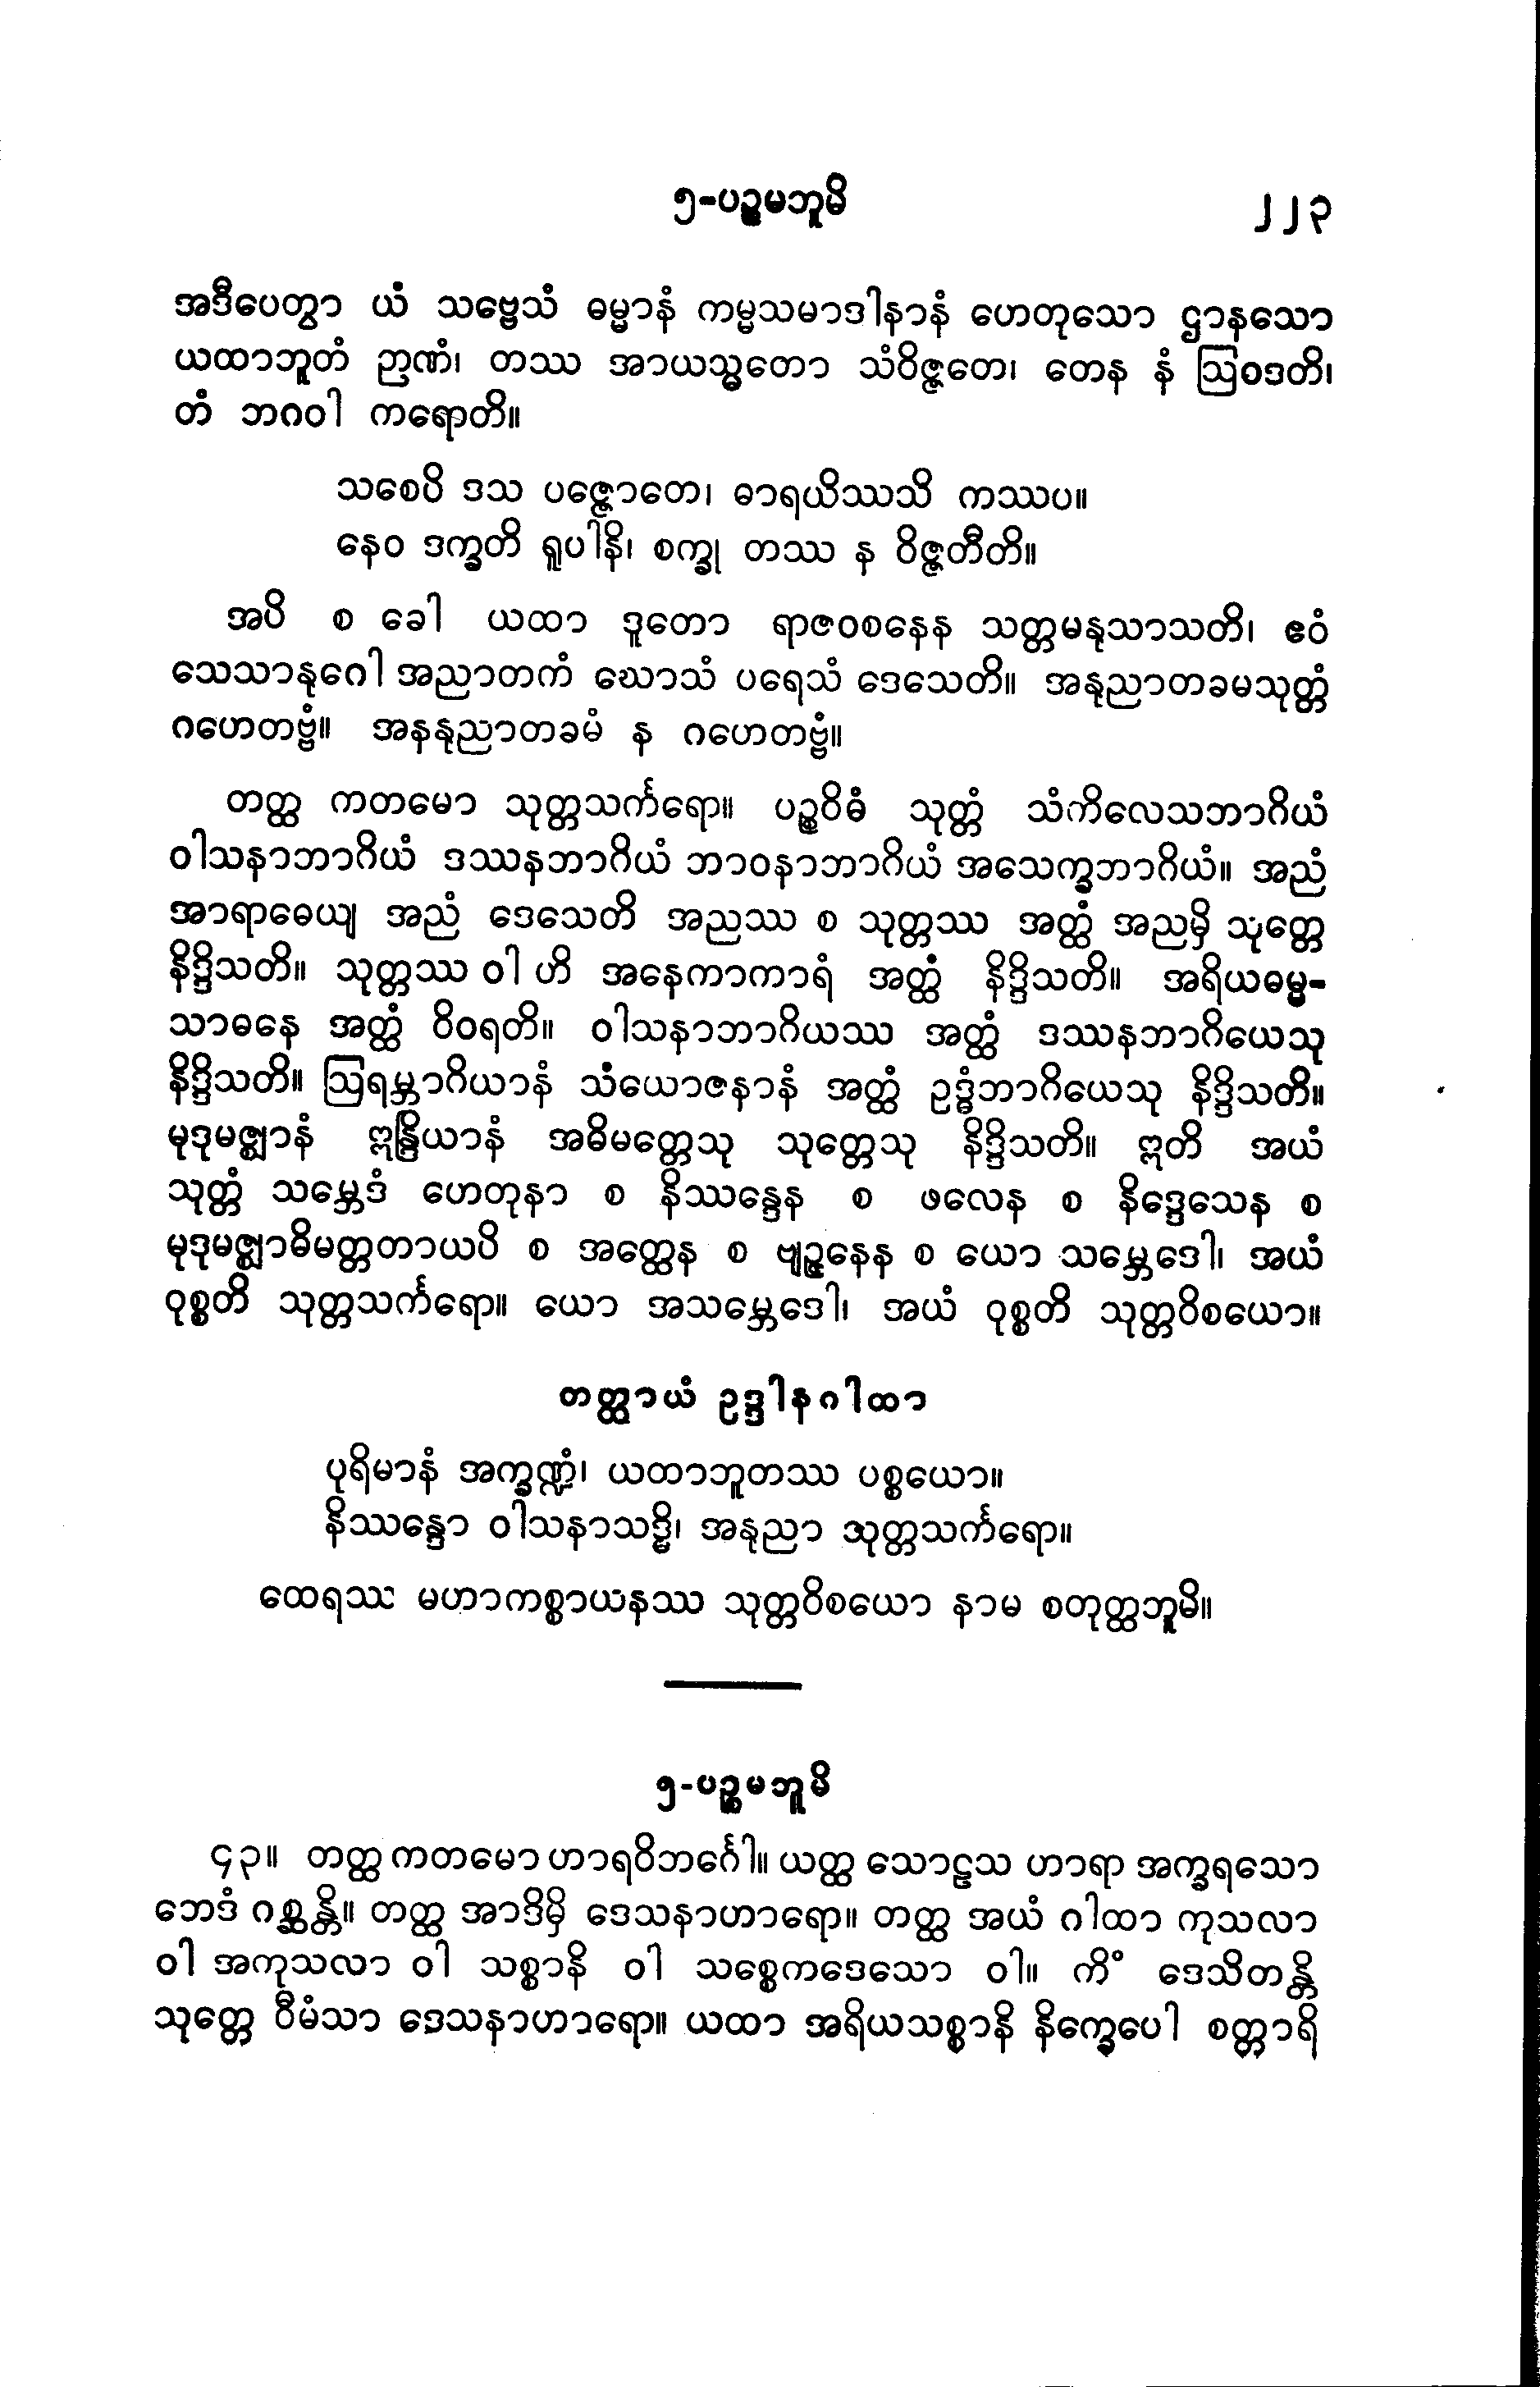 ၅-ပဉ္စမဘူမိ ၂၂၃
အဒီပေတွာ ယံ သဗ္ဗေသံ ဓမ္မာနံ ကမ္မသမာဒါနာနံ ဟေတုသော ဌာနသော
ယထာဘူတံ ဉာဏံ၊ တဿ အာယသ္မတော သံဝိဇ္ဇတေ၊ တေန နံ ဩဝဒတိ၊
တံ ဘဂဝါ ကရောတိ။
သစေပိ ဒသ ပဇ္ဇောတေ၊ ဓာရယိဿသိ ကဿပ။
နေဝ ဒက္ခတိ ရူပါနိ၊ စက္ခု တဿ န ဝိဇ္ဇတီတိ။
အပိ စ ခေါ ယထာ ဒူတော ရာဇဝစနေန သတ္တမနုသာသတိ၊ ဧဝံ
သေသာနုဂေါ အညာတကံ ဃောသံ ပရေသံ ဒေသေတိ။ အနုညာတခမသုတ္တံ
ဂဟေတဗ္ဗံ။ အနနုညာတခမံ န ဂဟေတဗ္ဗံ။
တတ္ထ ကတမော သုတ္တသင်္ကရော။ ပဉ္စဝိဓံ သုတ္တံ သံကိလေသဘာဂိယံ
ဝါသနာဘာဂိယံ ဒဿနဘာဂိယံ ဘာဝနာဘာဂိယံ အသေက္ခဘာဂိယံ။ အညံ
အာရာဓေယျ အညံ ဒေသေတိ အညဿ စ သုတ္တဿ အတ္ထံ အညမှိ သုတ္တေ
နိဒ္ဒိသတိ။ သုတ္တဿ ဝါ ဟိ အနေကာကာရံ အတ္ထံ နိဒ္ဒိသတိ။ အရိယဓမ္မ-
သာဓနေ အတ္ထံ ဝိဝရတိ။ ဝါသနာဘာဂိယဿ အတ္ထံ ဒဿနဘာဂိယေသု
နိဒ္ဒိသတိ။ ဩရမ္ဘာဂိယာနံ သံယောဇနာနံ အတ္ထံ ဥဒ္ဓံဘာဂိယေသု နိဒ္ဒိသတိ။
မုဒုမဇ္ဈာနံ ဣန္ဒြိယာနံ အဓိမတ္တေသု သုတ္တေသု နိဒ္ဒိသတိ။ ဣတိ အယံ
သုတ္တံ သမ္ဘေဒံ ဟေတုနာ စ နိဿန္ဒေန စ ဖလေန စ နိဒ္ဒေသေန စ
မုဒုမဇ္ဈာဓိမတ္တတာယပိ စ အတ္ထေန စ ဗျဉ္ဇနေန စ ယော သမ္ဘေဒေါ၊ အယံ
ဝုစ္စတိ သုတ္တသင်္ကရော။ ယော အသမ္ဘေဒေါ၊ အယံ ဝုစ္စတိ သုတ္တဝိစယော။
တတ္ထာယံ ဥဒ္ဒါနဂါထာ
ပုရိမာနံ အက္ခဏ္ဍံ၊ ယထာဘူတဿ ပစ္စယော။
နိဿန္ဒော ဝါသနာသဒ္ဓိ၊ အနုညာ သုတ္တသင်္ကရော။
ထေရဿ မဟာကစ္စာယနဿ သုတ္တဝိစယော နာမ စတုတ္ထဘူမိ။
၅-ပဉ္စမဘူမိ
၄၃။ တတ္ထ ကတမော ဟာရဝိဘင်္ဂေါ။ ယတ္ထ သောဠသ ဟာရာ အက္ခရသော
ဘေဒံ ဂစ္ဆန္တိ။ တတ္ထ အာဒိမှိ ဒေသနာဟာရော။ တတ္ထ အယံ ဂါထာ ကုသလာ
ဝါ အကုသလာ ဝါ သစ္စာနိ ဝါ သစ္စေကဒေသော ဝါ။ ကိံ ဒေသိတန္တိ
သုတ္တေ ဝီမံသာ ဒေသနာဟာရော။ ယထာ အရိယသစ္စာနိ နိက္ခေပေါ စတ္တာရိ